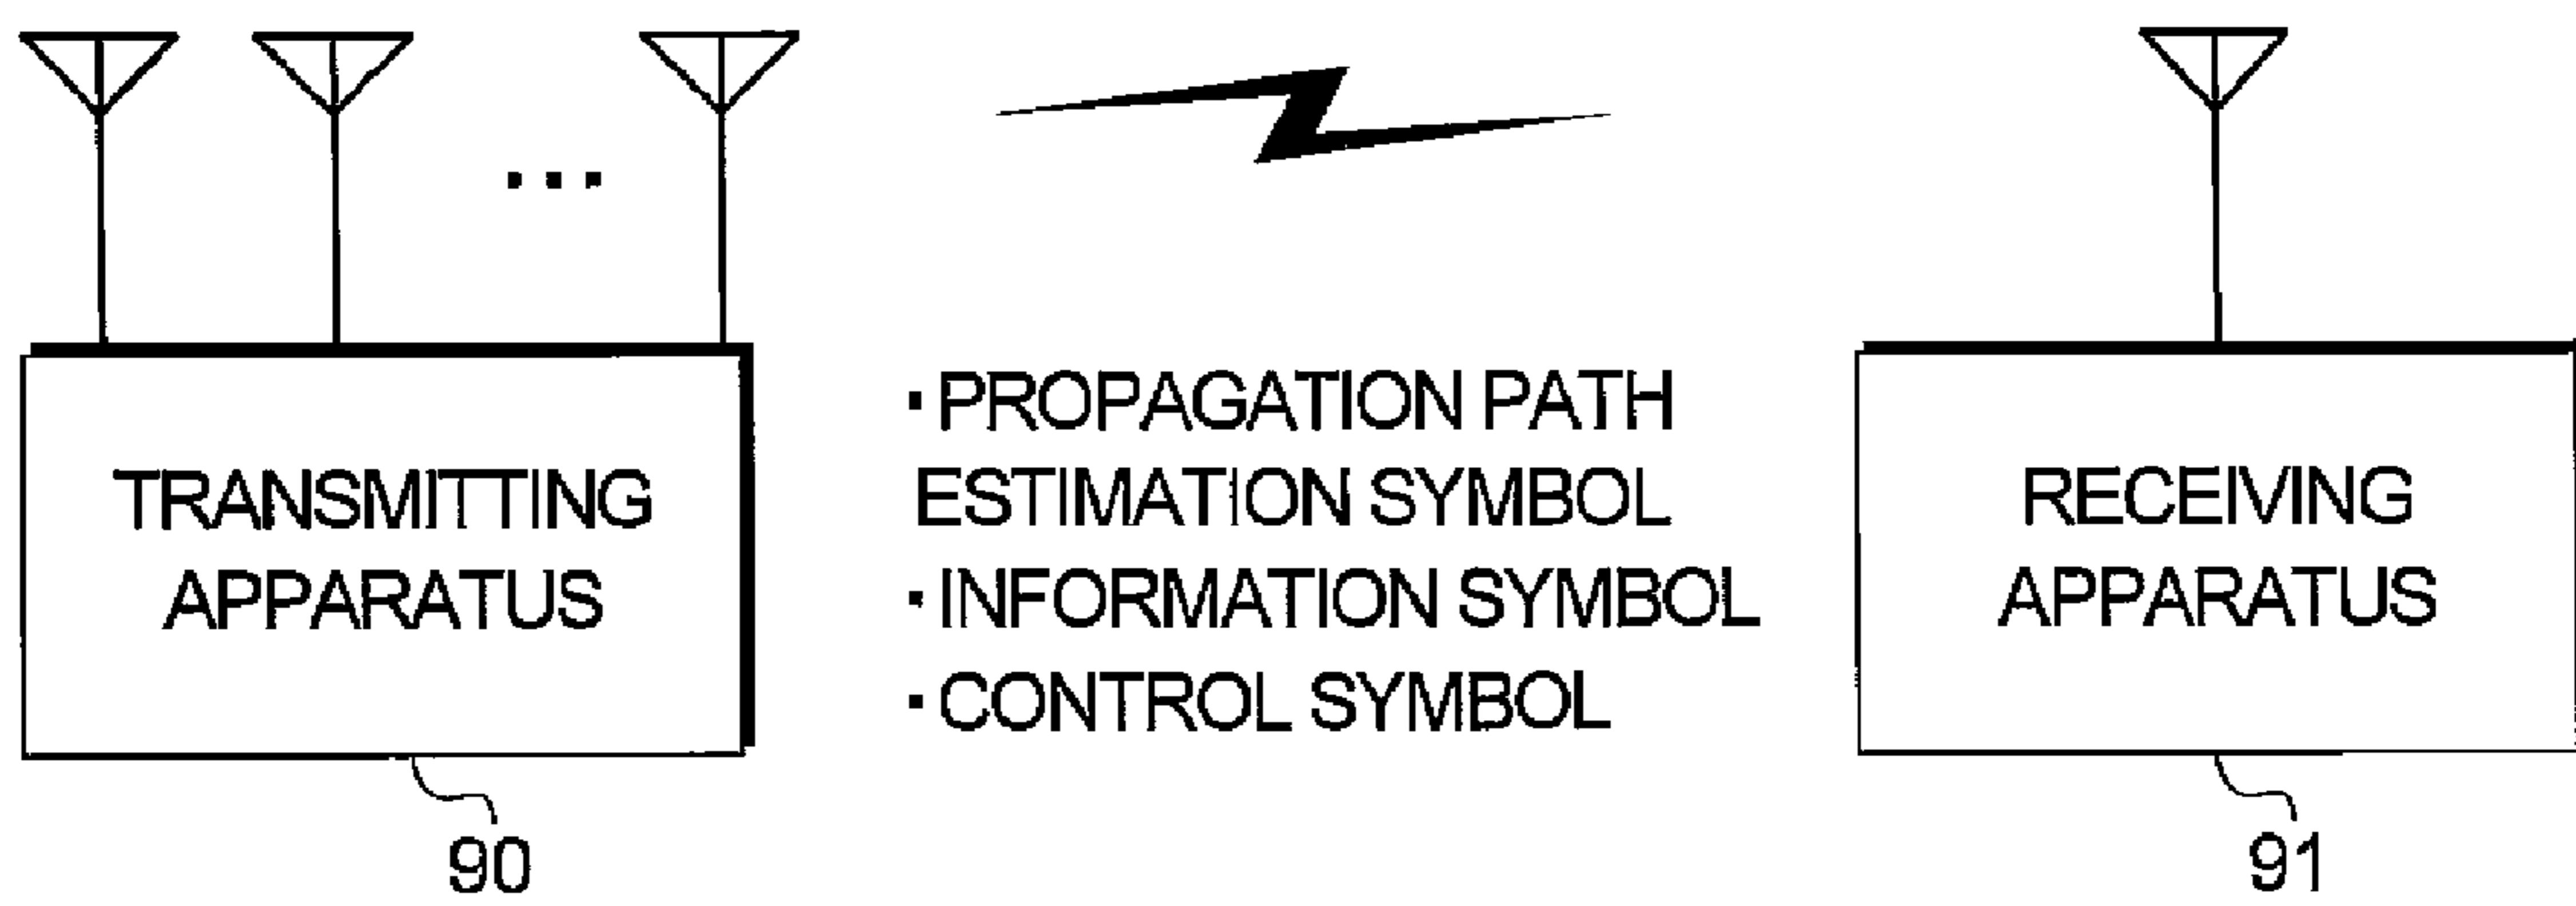 TRANSMITTING
APPARATUS
· PROPAGATION PATH
ESTIMATION SYMBOL
· INFORMATION SYMBOL
· CONTROL SYMBOL
RECEIVING
APPARATUS
90
91